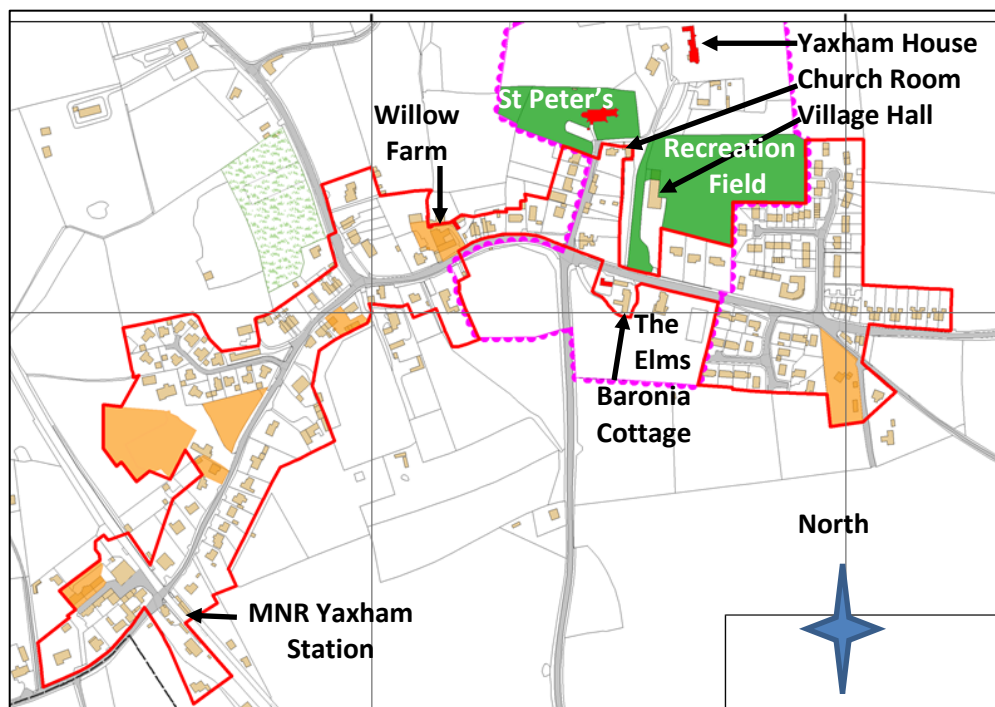 Yaxham House
Church Room
Village Hall
St Peter's
Willow
Farm
Recreation
Field
The
Elms
Baronia
Cottage
North
MNR Yaxham
Station